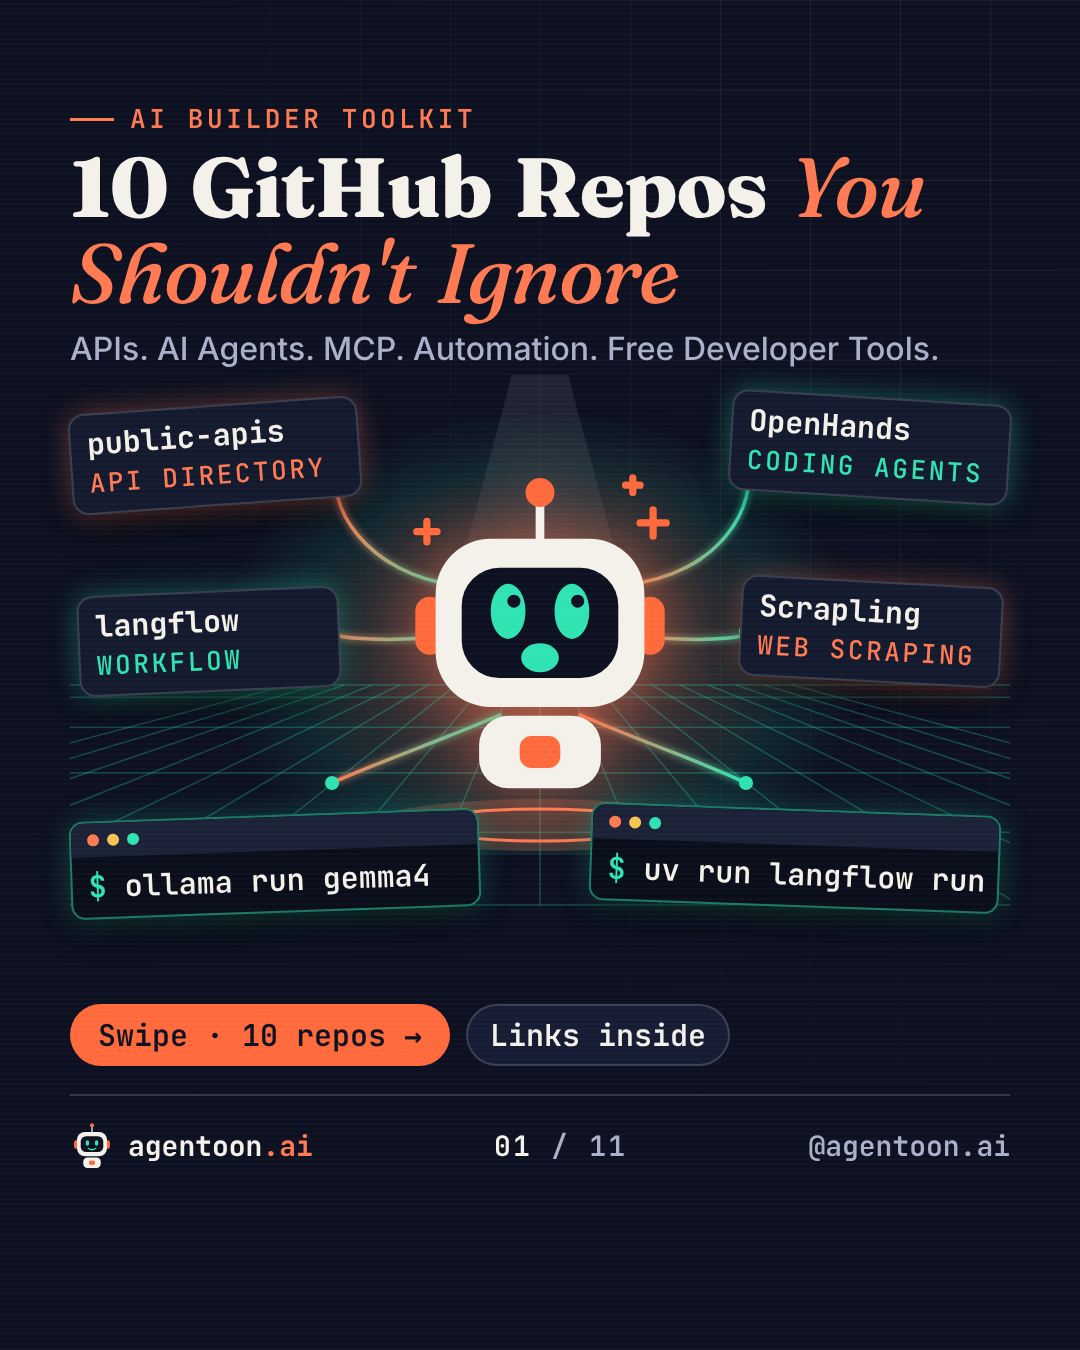 AI BUILDER TOOLKIT
10 GitHub Repos You
Shouldn't Ignore
APIs. AI Agents. MCP. Automation. Free Developer Tools.
public-apis
API DIRECTORY
OpenHands
CODING AGENTS
langflow
WORKFLOW
Scrapling
WEB SCRAPING
$ ollama run gemma4
$ uv run langflow run
Swipe · 10 repos →
Links inside
agentoon.ai
01 / 11
@agentoon.ai